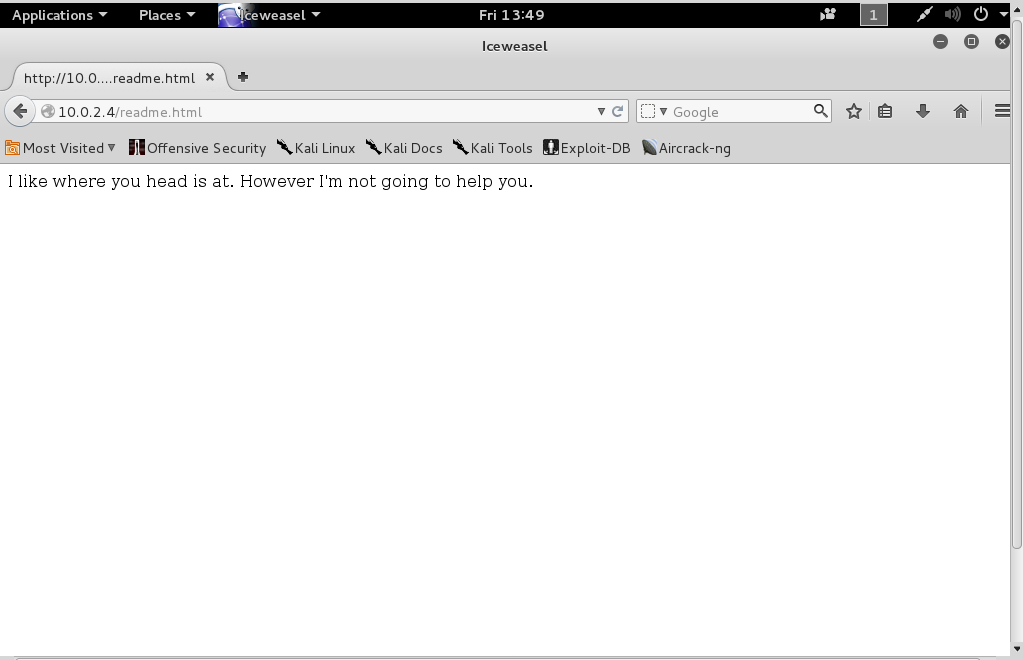 Applications Places Iceweasel Fri 13:49 1
Iceweasel
http://10.0....readme.html
10.0.2.4/readme.html Google
Most Visited Offensive Security Kali Linux Kali Docs Kali Tools Exploit-DB Aircrack-ng
I like where you head is at. However I'm not going to help you.